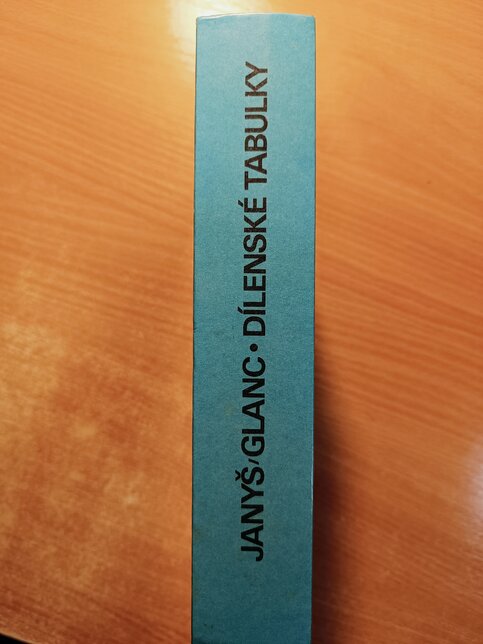 JANYŠ, GLANC • DÍLENSKÉ TABULKY